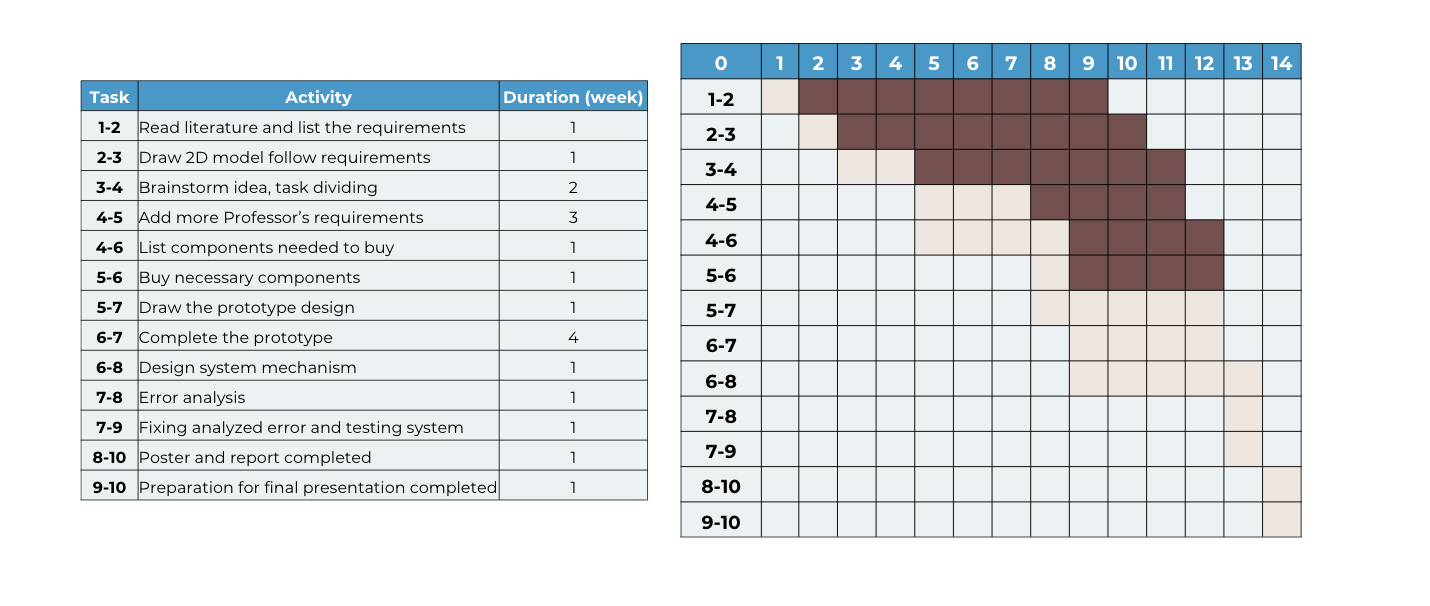 Task Activity Duration (week)
1-2 Read literature and list the requirements 1
2-3 Draw 2D model follow requirements 1
3-4 Brainstorm idea, task dividing 2
4-5 Add more Professor’s requirements 3
4-6 List components needed to buy 1
5-6 Buy necessary components 1
5-7 Draw the prototype design 1
6-7 Complete the prototype 4
6-8 Design system mechanism 1
7-8 Error analysis 1
7-9 Fixing analyzed error and testing system 1
8-10 Poster and report completed 1
9-10 Preparation for final presentation completed 1
0 1 2 3 4 5 6 7 8 9 10 11 12 13 14
1-2
2-3
3-4
4-5
4-6
5-6
5-7
6-7
6-8
7-8
7-9
8-10
9-10